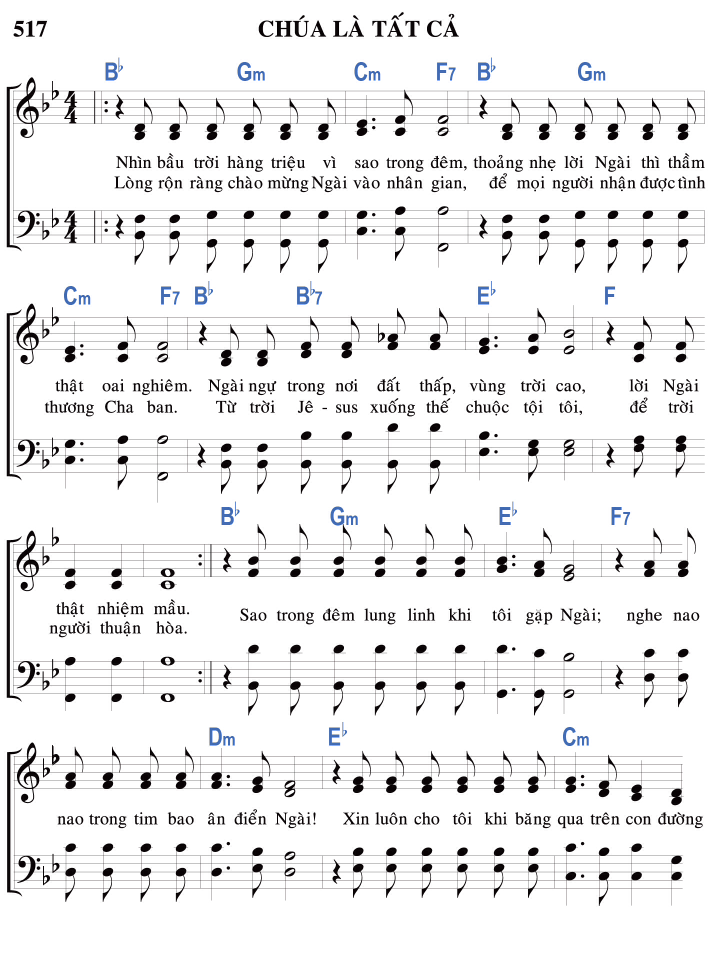 517 CHÚA LÀ TẤT CẢ
B♭ Gm Cm F7 B♭ Gm
4 4
Nhìn bầu trời hàng triệu vì sao trong đêm, thoảng nhẹ lời Ngài thì thầm
Lòng rộn ràng chào mừng Ngài vào nhân gian, để mọi người nhận được tình
4 4
Cm F7 B♭ B♭7 E♭ F
thật oai nghiêm. Ngài ngự trong nơi đất thấp, vùng trời cao, lời Ngài
thương Cha ban. Từ trời Jê - sus xuống thế chuộc tội tôi, để trời
B♭ Gm E♭ F7
thật nhiệm mầu. Sao trong đêm lung linh khi tôi gặp Ngài; nghe nao
người thuận hòa.
Dm E♭ Cm
nao trong tim bao ân điển Ngài! Xin luôn cho tôi khi băng qua trên con đường